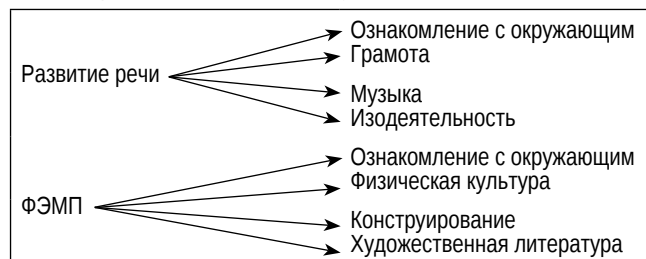 Развитие речи
Ознакомление с окружающим
Грамота
Музыка
Изодеятельность
ФЭМП
Ознакомление с окружающим
Физическая культура
Конструирование
Художественная литература